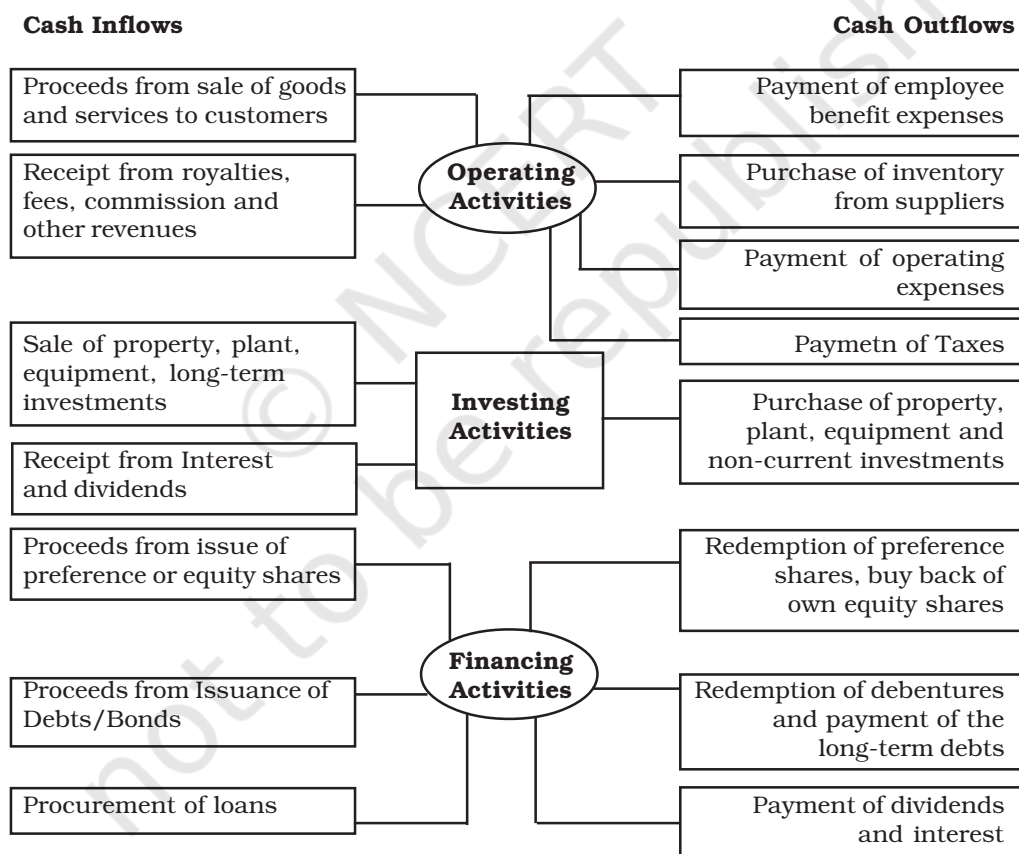 Cash Inflows
Cash Outflows
Proceeds from sale of goods
and services to customers
Receipt from royalties,
fees, commission and
other revenues
Operating
Activities
Payment of employee
benefit expenses
Purchase of inventory
from suppliers
Payment of operating
expenses
Paymetn of Taxes
Sale of property, plant,
equipment, long-term
investments
Receipt from Interest
and dividends
Investing
Activities
Purchase of property,
plant, equipment and
non-current investments
Proceeds from issue of
preference or equity shares
Proceeds from Issuance of
Debts/Bonds
Procurement of loans
Financing
Activities
Redemption of preference
shares, buy back of
own equity shares
Redemption of debentures
and payment of the
long-term debts
Payment of dividends
and interest
© NCERT
not to be republish